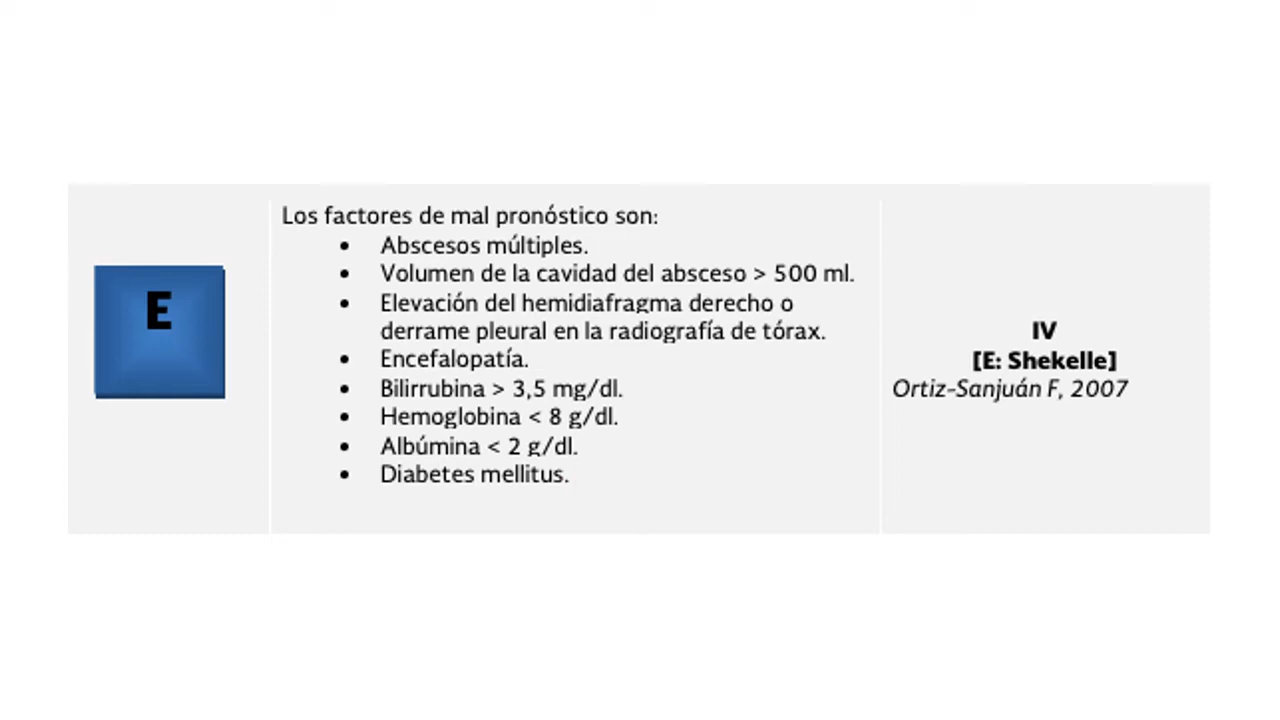 E
Los factores de mal pronóstico son:
• Abscesos múltiples.
• Volumen de la cavidad del absceso > 500 ml.
• Elevación del hemidiafragma derecho o
derrame pleural en la radiografía de tórax.
• Encefalopatía.
• Bilirrubina > 3,5 mg/dl.
• Hemoglobina < 8 g/dl.
• Albúmina < 2 g/dl.
• Diabetes mellitus.
IV
[E: Shekelle]
Ortiz-Sanjuán F, 2007